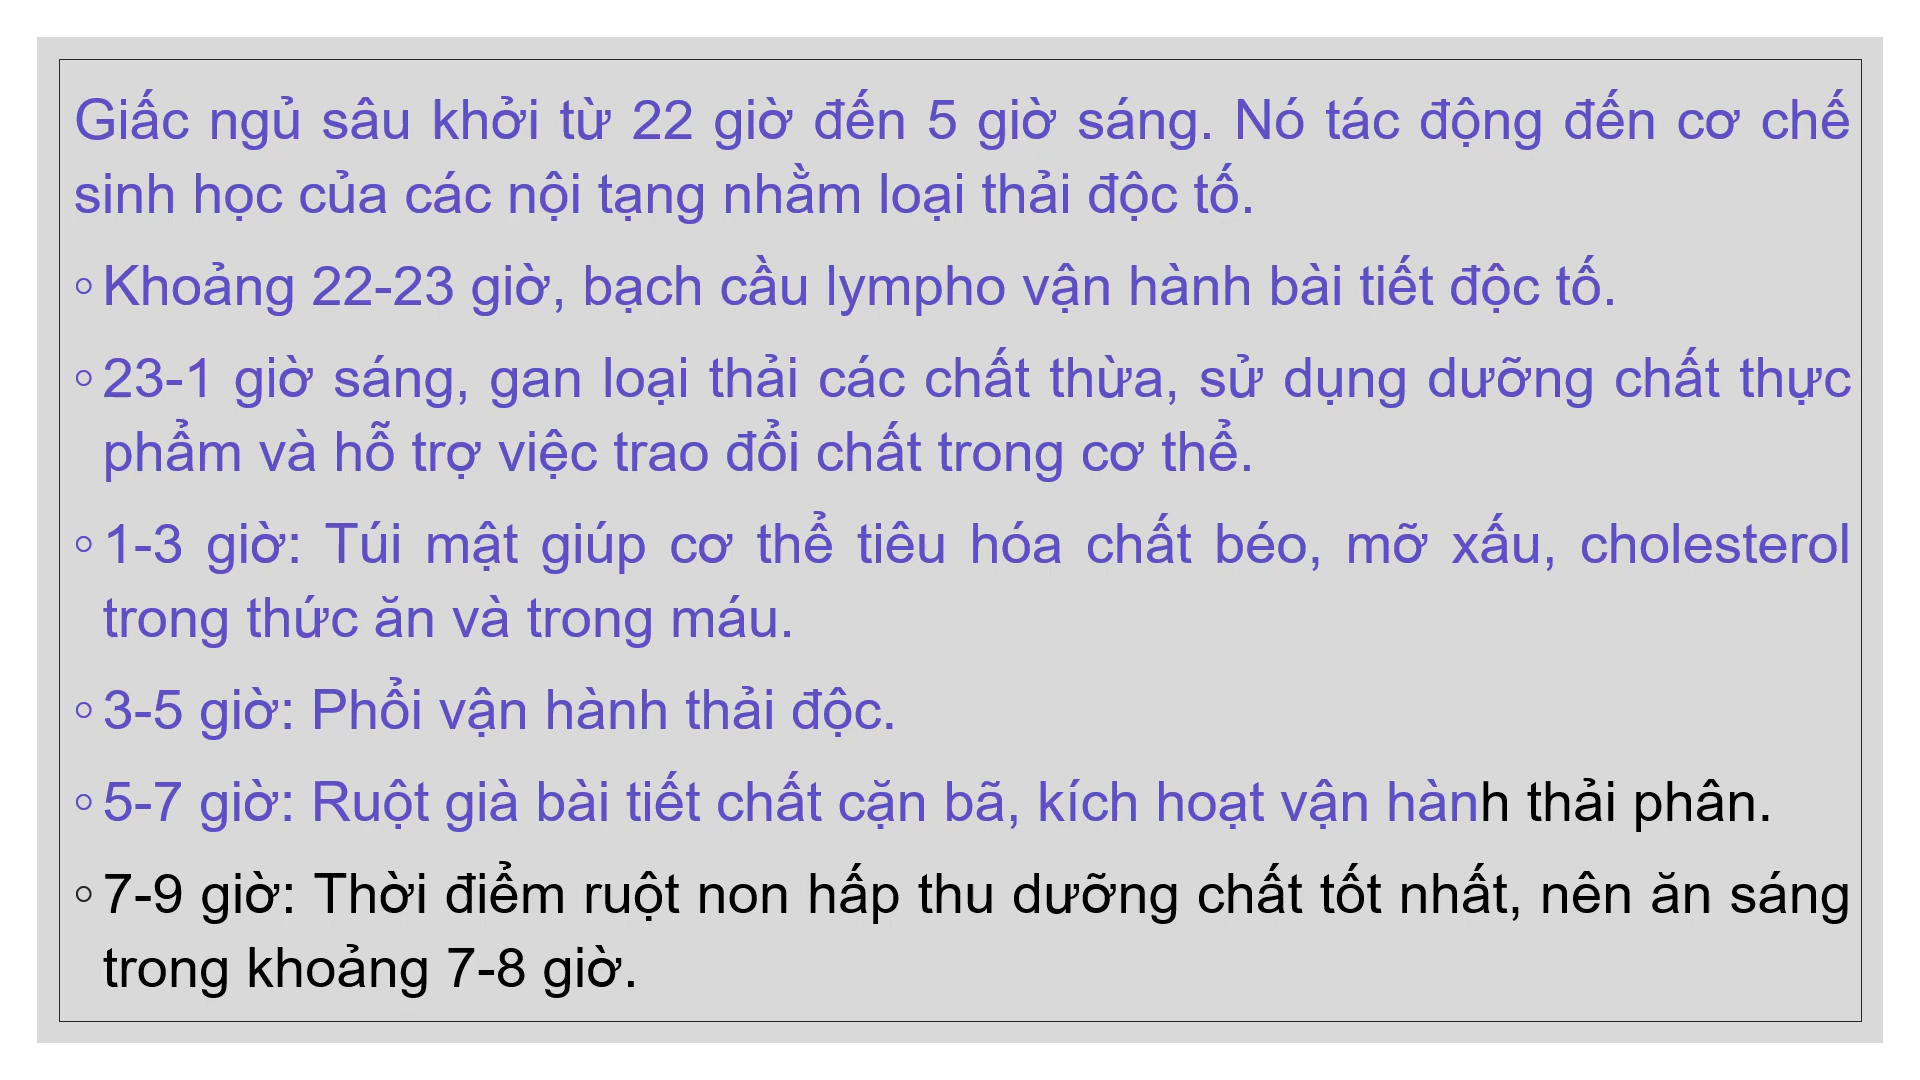 Giấc ngủ sâu khởi từ 22 giờ đến 5 giờ sáng. Nó tác động đến cơ chế
sinh học của các nội tạng nhằm loại thải độc tố.
◦ Khoảng 22-23 giờ, bạch cầu lympho vận hành bài tiết độc tố.
◦ 23-1 giờ sáng, gan loại thải các chất thừa, sử dụng dưỡng chất thực
phẩm và hỗ trợ việc trao đổi chất trong cơ thể.
◦ 1-3 giờ: Túi mật giúp cơ thể tiêu hóa chất béo, mỡ xấu, cholesterol
trong thức ăn và trong máu.
◦ 3-5 giờ: Phổi vận hành thải độc.
◦ 5-7 giờ: Ruột già bài tiết chất cặn bã, kích hoạt vận hành thải phân.
◦ 7-9 giờ: Thời điểm ruột non hấp thu dưỡng chất tốt nhất, nên ăn sáng
trong khoảng 7-8 giờ.